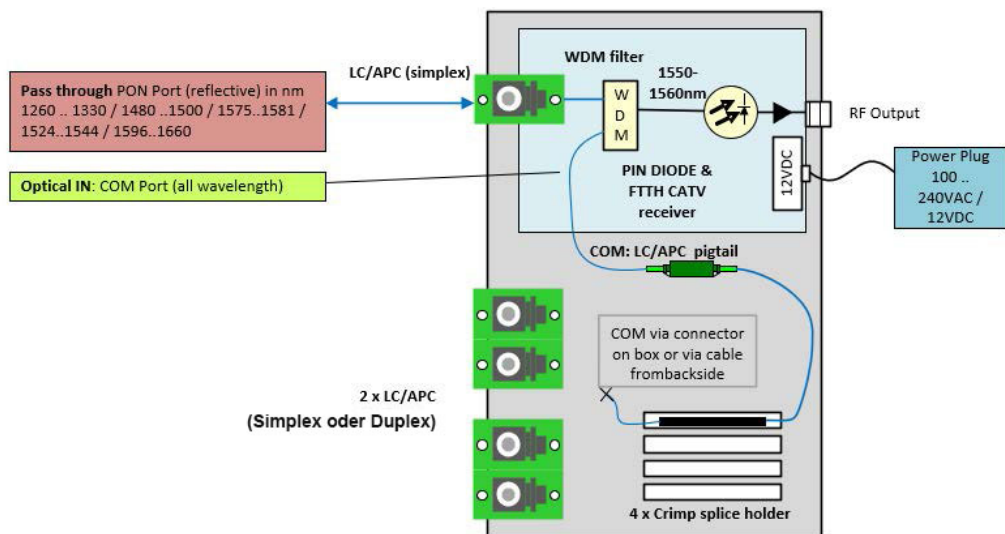 LC/APC (simplex)
Pass through PON Port (reflective) in nm
1260 .. 1330 / 1480 ..1500 / 1575..1581 /
1524..1544 / 1596..1660
Optical IN: COM Port (all wavelength)
WDM filter
W
D
M
1550-
1560nm
RF Output
12VDC
PIN DIODE &
FTTH CATV
receiver
Power Plug
100 ..
240VAC /
12VDC
COM: LC/APC pigtail
COM via connector
on box or via cable
frombackside
2 x LC/APC
(Simplex oder Duplex)
4 x Crimp splice holder